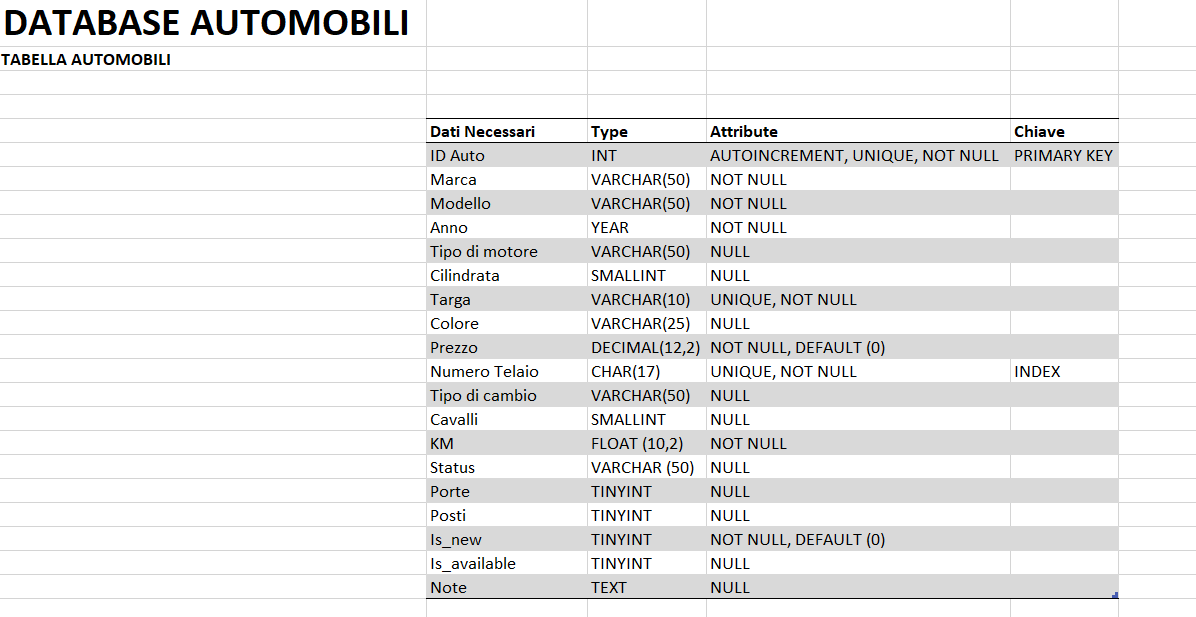 DATABASE AUTOMOBILI
TABELLA AUTOMOBILI
Dati Necessari Type Attribute Chiave
ID Auto INT AUTOINCREMENT, UNIQUE, NOT NULL PRIMARY KEY
Marca VARCHAR(50) NOT NULL
Modello VARCHAR(50) NOT NULL
Anno YEAR NOT NULL
Tipo di motore VARCHAR(50) NULL
Cilindrata SMALLINT NULL
Targa VARCHAR(10) UNIQUE, NOT NULL
Colore VARCHAR(25) NULL
Prezzo DECIMAL(12,2) NOT NULL, DEFAULT (0)
Numero Telaio CHAR(17) UNIQUE, NOT NULL INDEX
Tipo di cambio VARCHAR(50) NULL
Cavalli SMALLINT NULL
KM FLOAT (10,2) NOT NULL
Status VARCHAR (50) NULL
Porte TINYINT NULL
Posti TINYINT NULL
Is_new TINYINT NOT NULL, DEFAULT (0)
Is_available TINYINT NULL
Note TEXT NULL